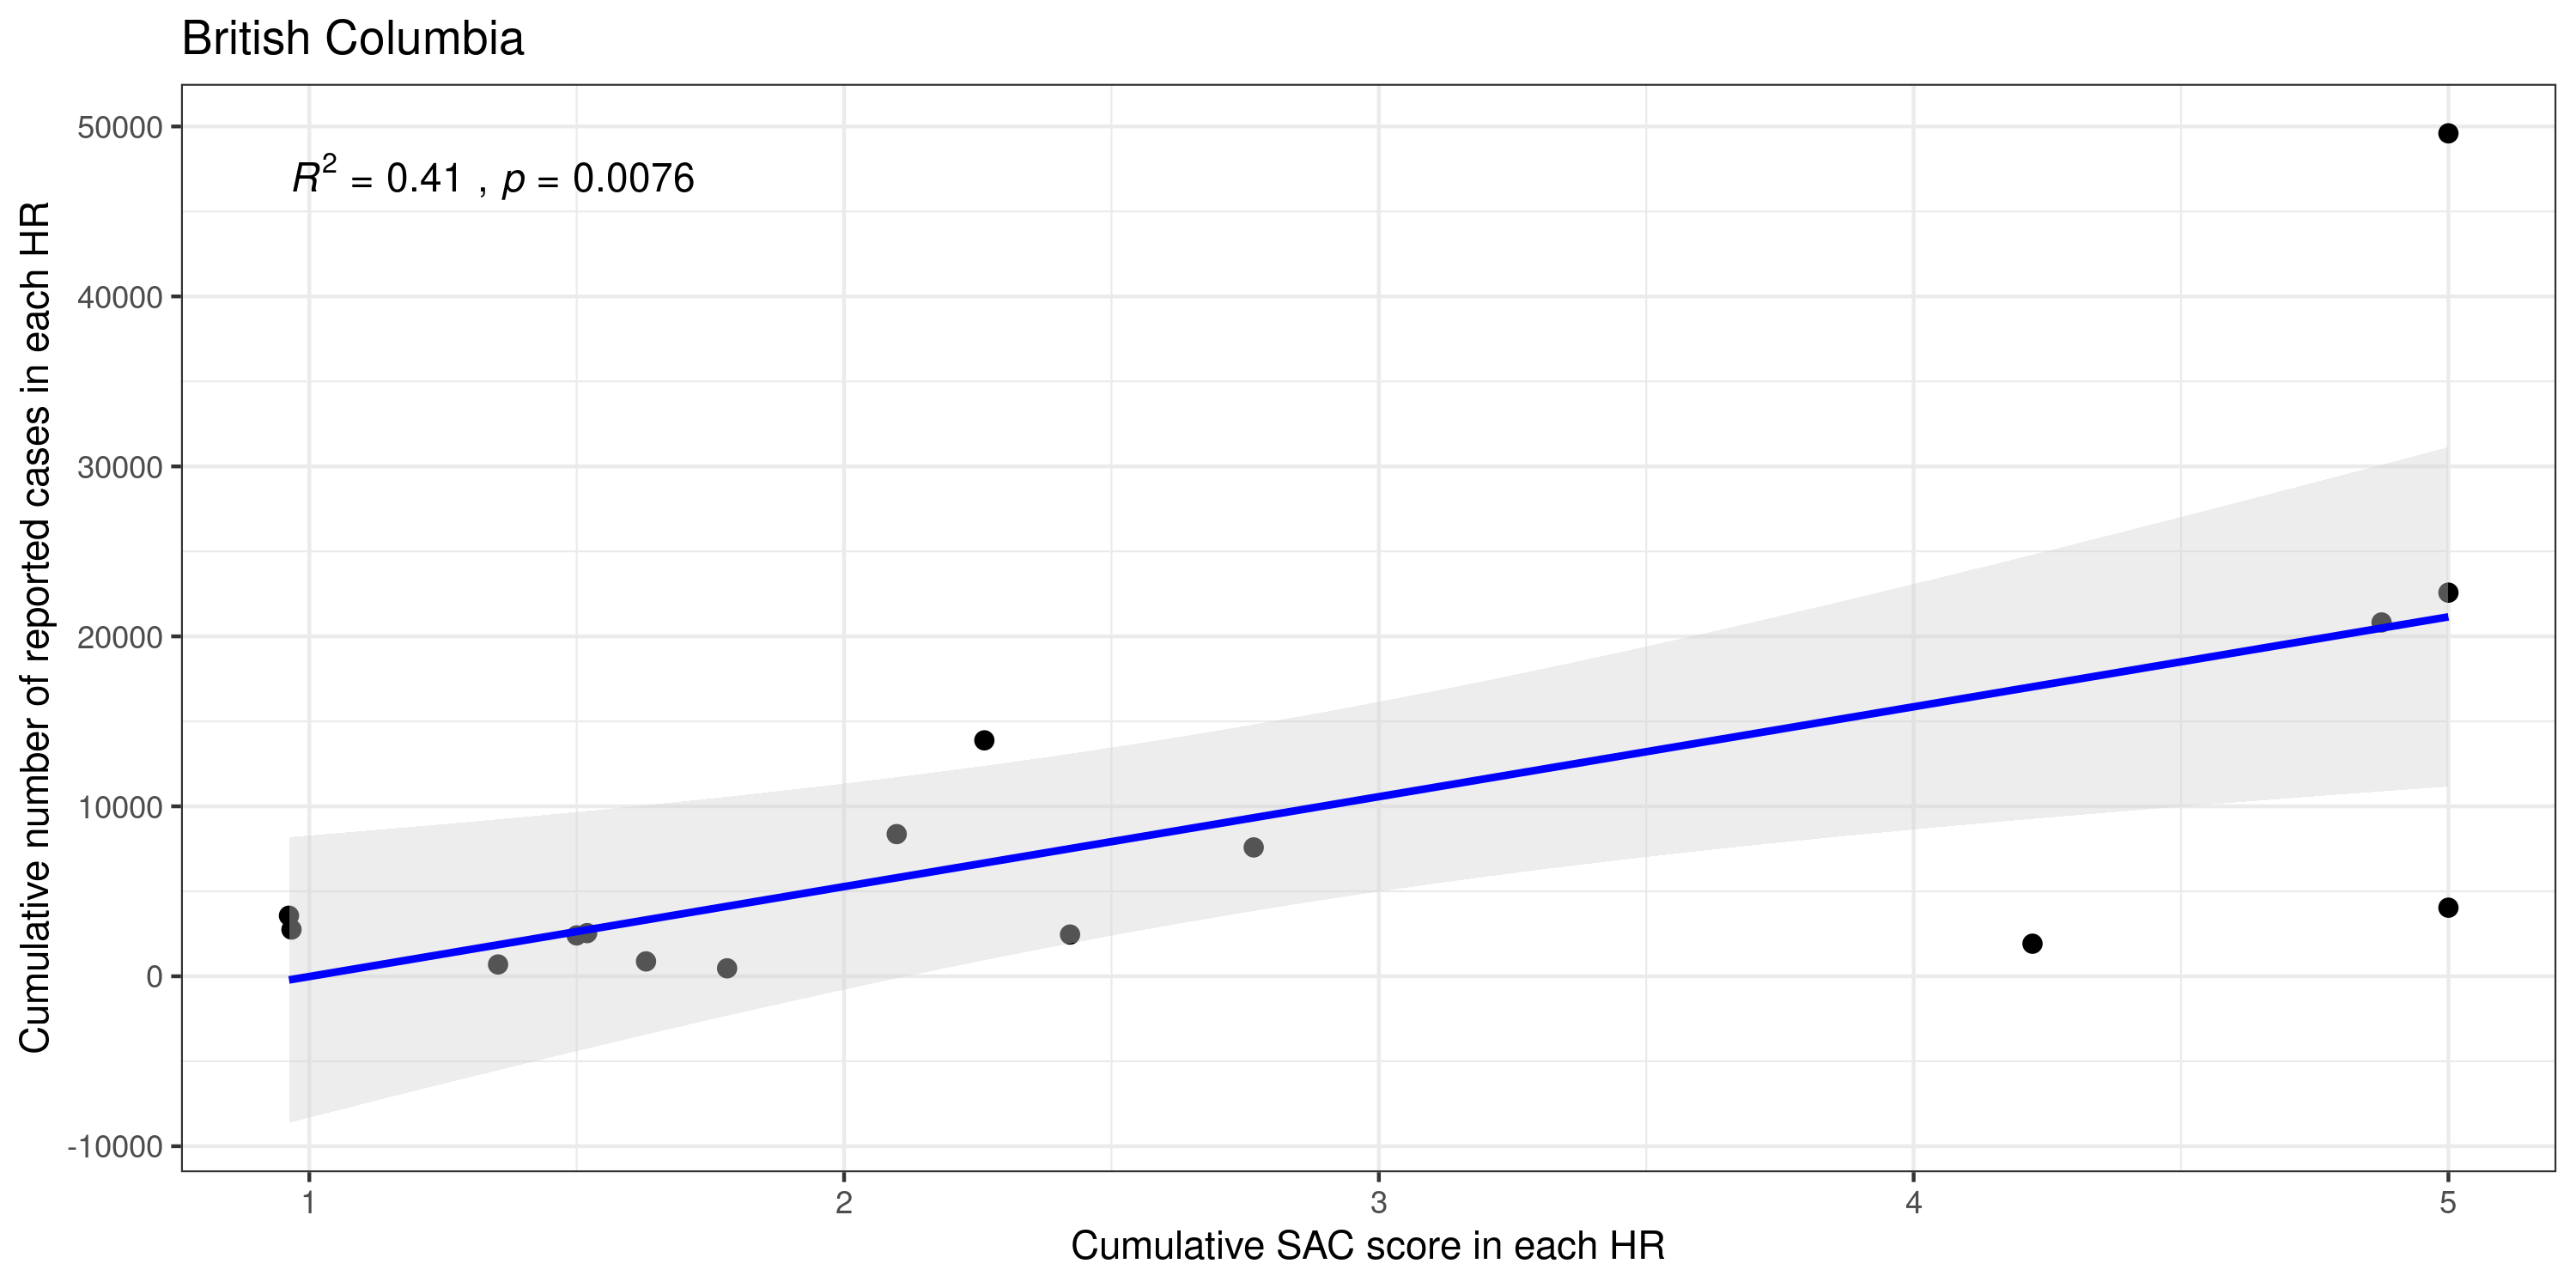 British Columbia
R² = 0.41 , p = 0.0076
Cumulative number of reported cases in each HR
50000
40000
30000
20000
10000
0
-10000
1 2 3 4 5
Cumulative SAC score in each HR